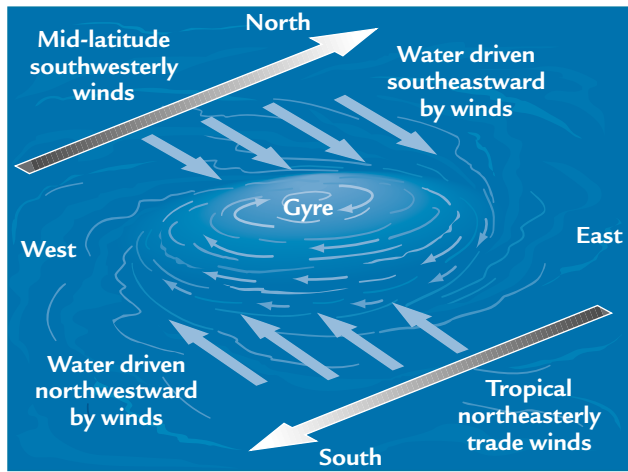 North
Mid-latitude
southwesterly
winds
Water driven
southeastward
by winds
Gyre
West
East
Water driven
northwestward
by winds
Tropical
northeasterly
trade winds
South